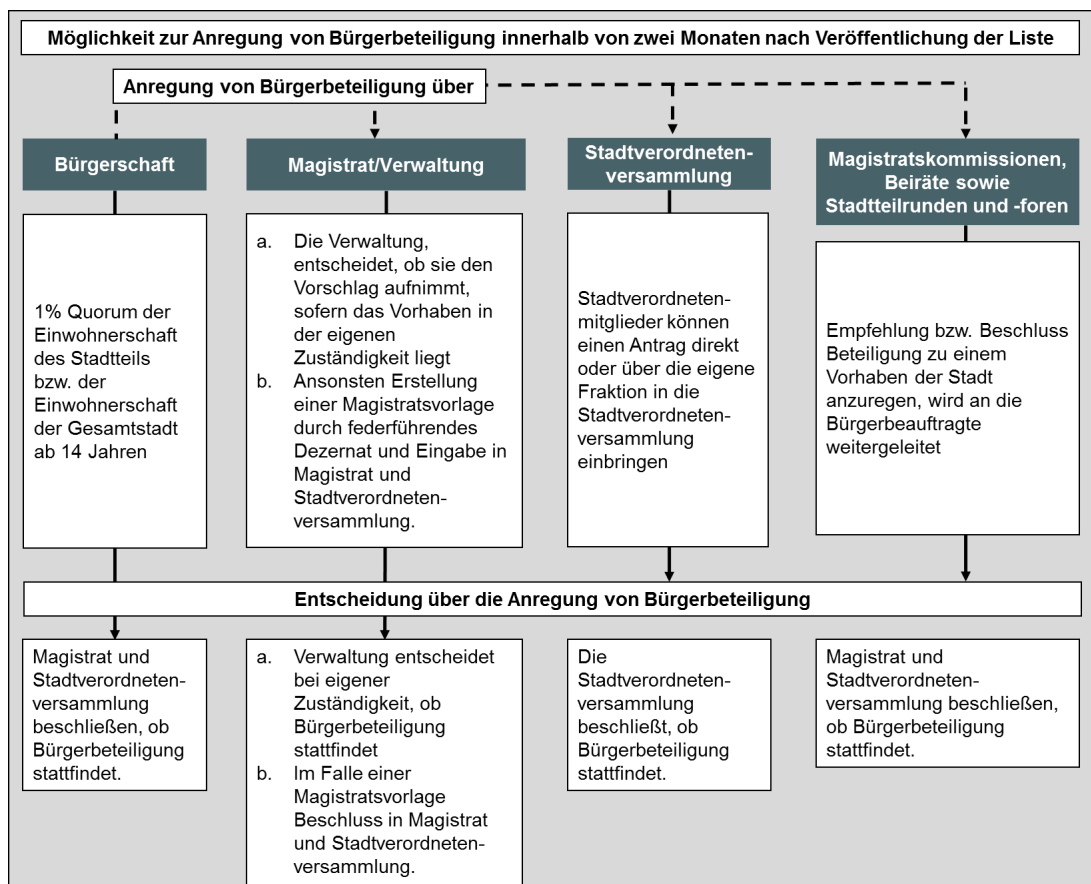 Möglichkeit zur Anregung von Bürgerbeteiligung innerhalb von zwei Monaten nach Veröffentlichung der Liste
Anregung von Bürgerbeteiligung über
Bürgerschaft
1% Quorum der
Einwohnerschaft
des Stadtteils
bzw. der
Einwohnerschaft
der Gesamtstadt
ab 14 Jahren
Magistrat/Verwaltung
a. Die Verwaltung,
entscheidet, ob sie den
Vorschlag aufnimmt,
sofern das Vorhaben in
der eigenen
Zuständigkeit liegt
b. Ansonsten Erstellung
einer Magistratsvorlage
durch federführendes
Dezernat und Eingabe in
Magistrat und
Stadtverordneten-
versammlung.
Stadtverordneten-
versammlung
Stadtverordneten-
mitglieder können
einen Antrag direkt
oder über die eigene
Fraktion in die
Stadtverordneten-
versammlung
einbringen
Magistratskommissionen,
Beiräte sowie
Stadtteilrunden und -foren
Empfehlung bzw. Beschluss
Beteiligung zu einem
Vorhaben der Stadt
anzuregen, wird an die
Bürgerbeauftragte
weitergeleitet
Entscheidung über die Anregung von Bürgerbeteiligung
Magistrat und
Stadtverordneten-
versammlung
beschließen, ob
Bürgerbeteiligung
stattfindet.
a. Verwaltung entscheidet
bei eigener
Zuständigkeit, ob
Bürgerbeteiligung
stattfindet
b. Im Falle einer
Magistratsvorlage
Beschluss in Magistrat
und Stadtverordneten-
versammlung.
Die
Stadtverordneten-
versammlung
beschließt, ob
Bürgerbeteiligung
stattfindet.
Magistrat und
Stadtverordneten-
versammlung beschließen,
ob Bürgerbeteiligung
stattfindet.